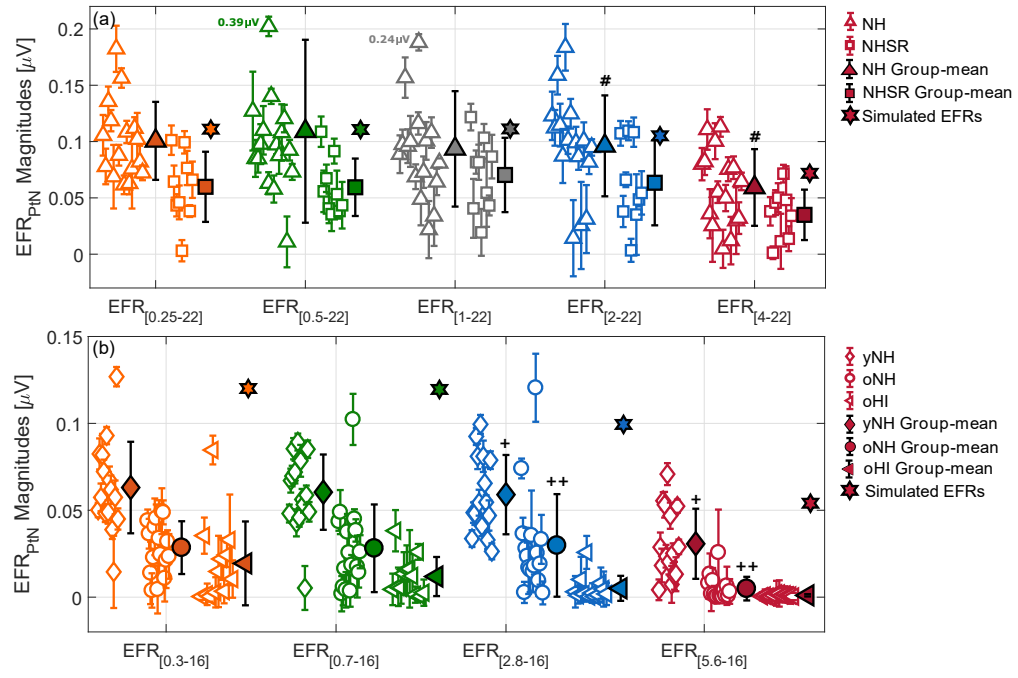 (a)
0.39μV
0.24μV
#
#
0.2
0.15
0.1
0.05
0
EFR_PtN Magnitudes [μV]
EFR[0.25-22]
EFR[0.5-22]
EFR[1-22]
EFR[2-22]
EFR[4-22]
NH
NHSR
NH Group-mean
NHSR Group-mean
Simulated EFRs
(b)
+
++
+
++
0.15
0.1
0.05
0
EFR_PtN Magnitudes [μV]
EFR[0.3-16]
EFR[0.7-16]
EFR[2.8-16]
EFR[5.6-16]
yNH
oNH
oHI
yNH Group-mean
oNH Group-mean
oHI Group-mean
Simulated EFRs